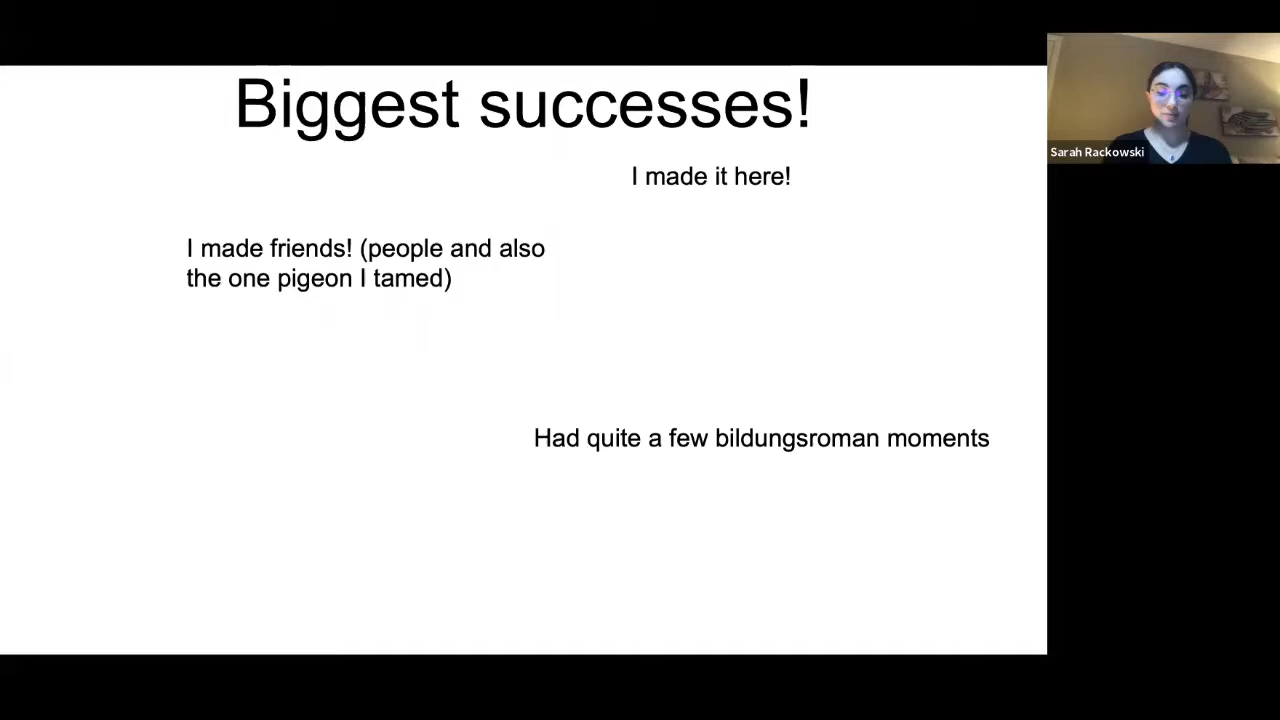 Biggest successes!
I made it here!
Sarah Rackowski
I made friends! (people and also
the one pigeon I tamed)
Had quite a few bildungsroman moments